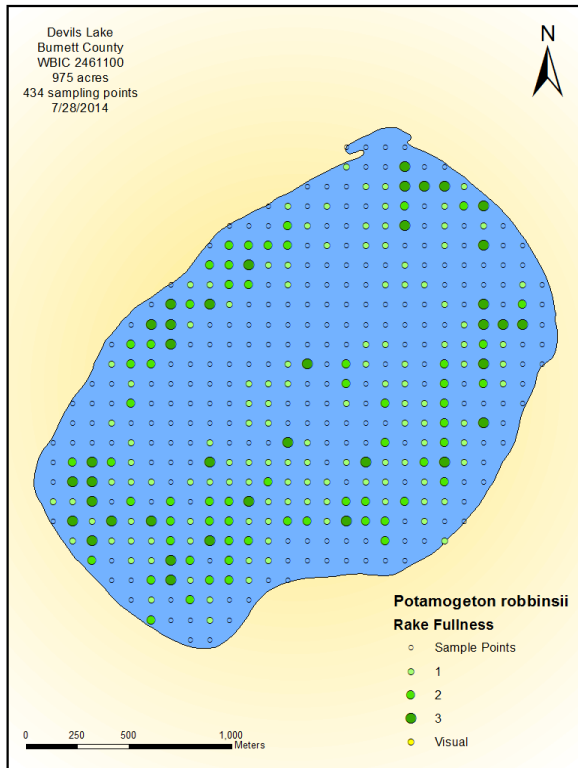 Devils Lake
Burnett County
WBIC 2461100
975 acres
434 sampling points
7/28/2014
N
Potamogeton robbinsii
Rake Fullness
Sample Points
1
2
3
Visual
0 250 500 1,000
Meters